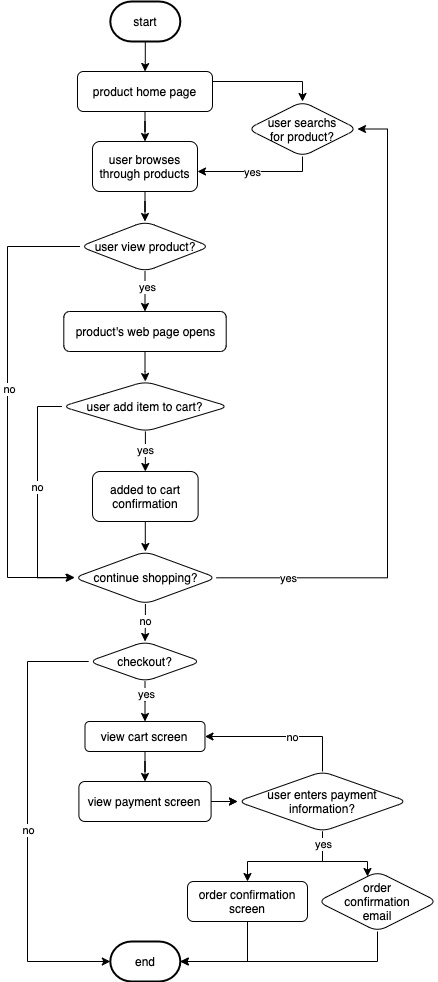 start
product home page
user searchs
for product?
user browses
through products
yes
user view product?
yes
product's web page opens
no
user add item to cart?
yes
no
added to cart
confirmation
continue shopping?
yes
no
checkout?
yes
view cart screen
no
view payment screen
user enters payment
information?
no
yes
order confirmation
screen
order
confirmation
email
end